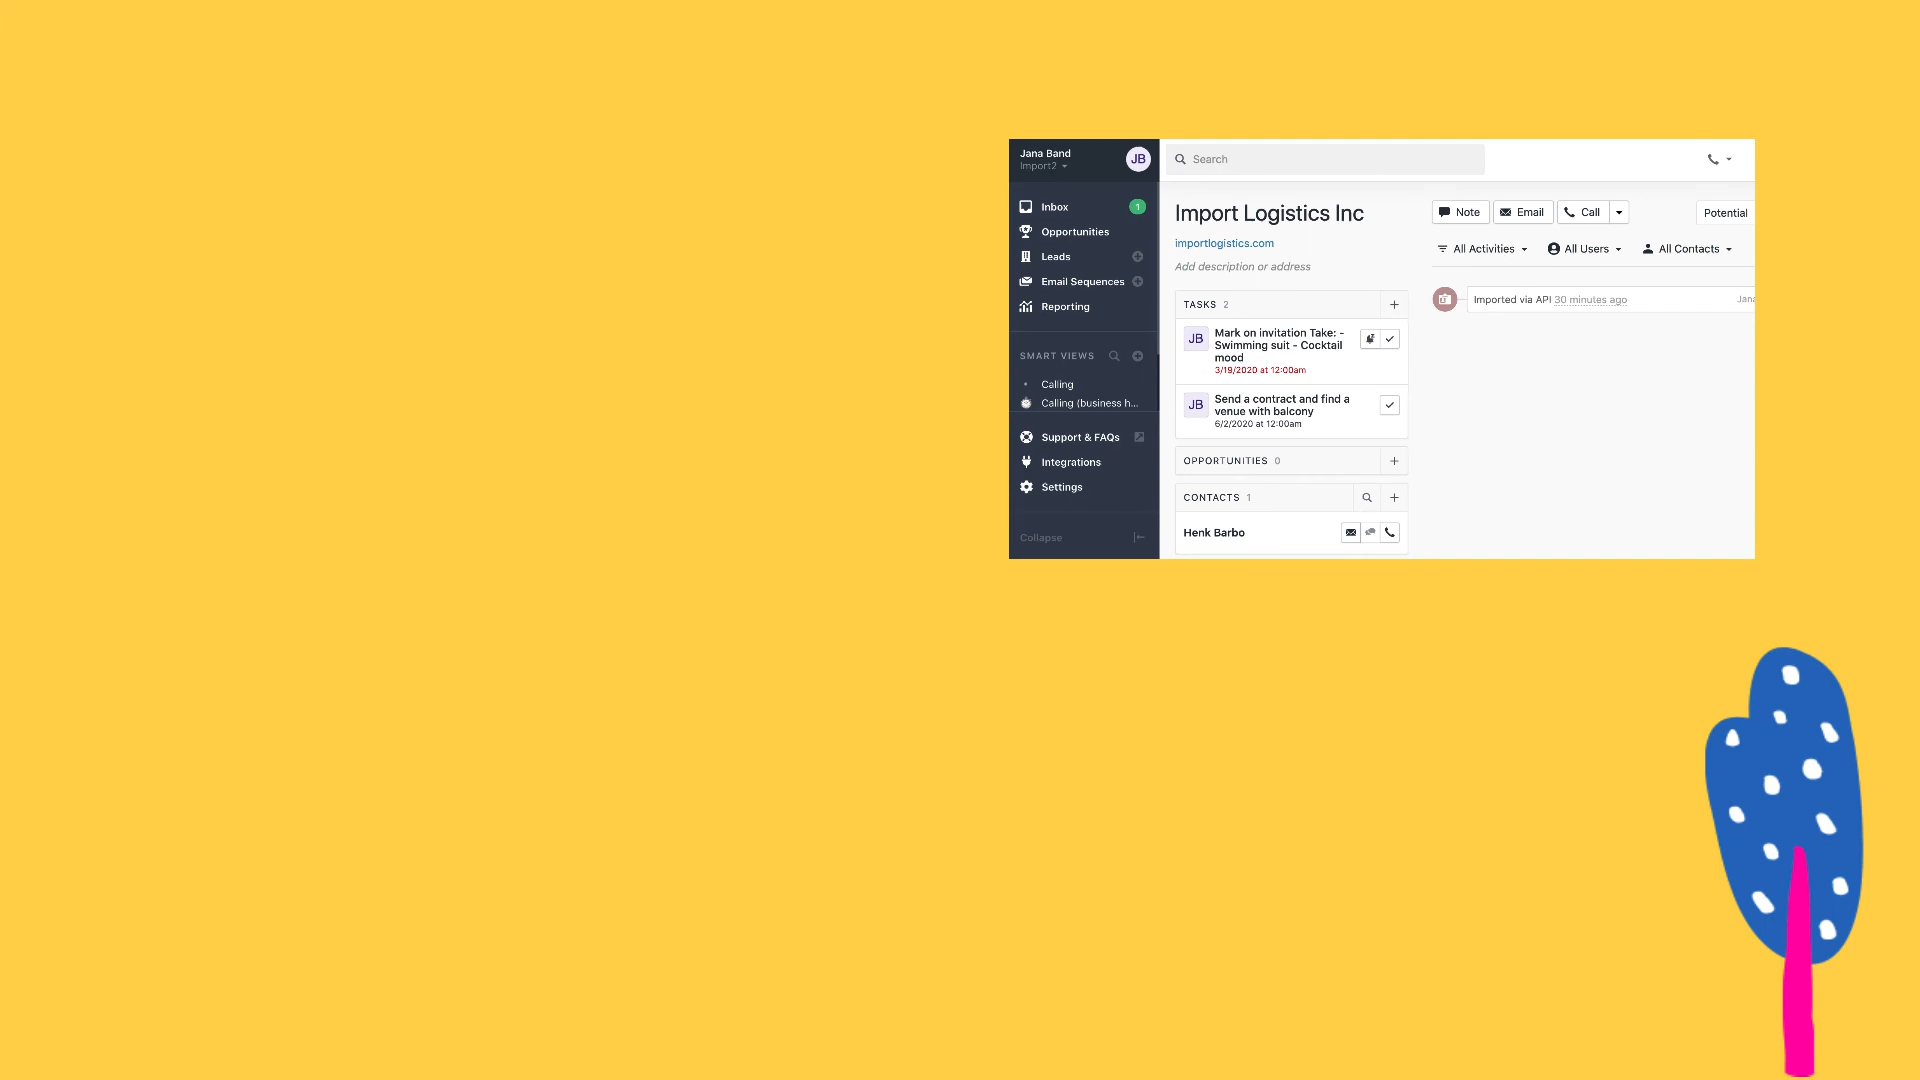 Jana Band
Import2
JB
Inbox
1
Opportunities
Leads
Email Sequences
Reporting
SMART VIEWS
Calling
Calling (business h...
Support & FAQs
Integrations
Settings
Collapse
Search
Import Logistics Inc
importlogistics.com
Add description or address
TASKS 2
JB
Mark on invitation Take: -
Swimming suit - Cocktail
mood
3/19/2020 at 12:00am
JB
Send a contract and find a
venue with balcony
6/2/2020 at 12:00am
OPPORTUNITIES 0
CONTACTS 1
Henk Barbo
Note
Email
Call
Potential
All Activities
All Users
All Contacts
Imported via API 30 minutes ago
Jana